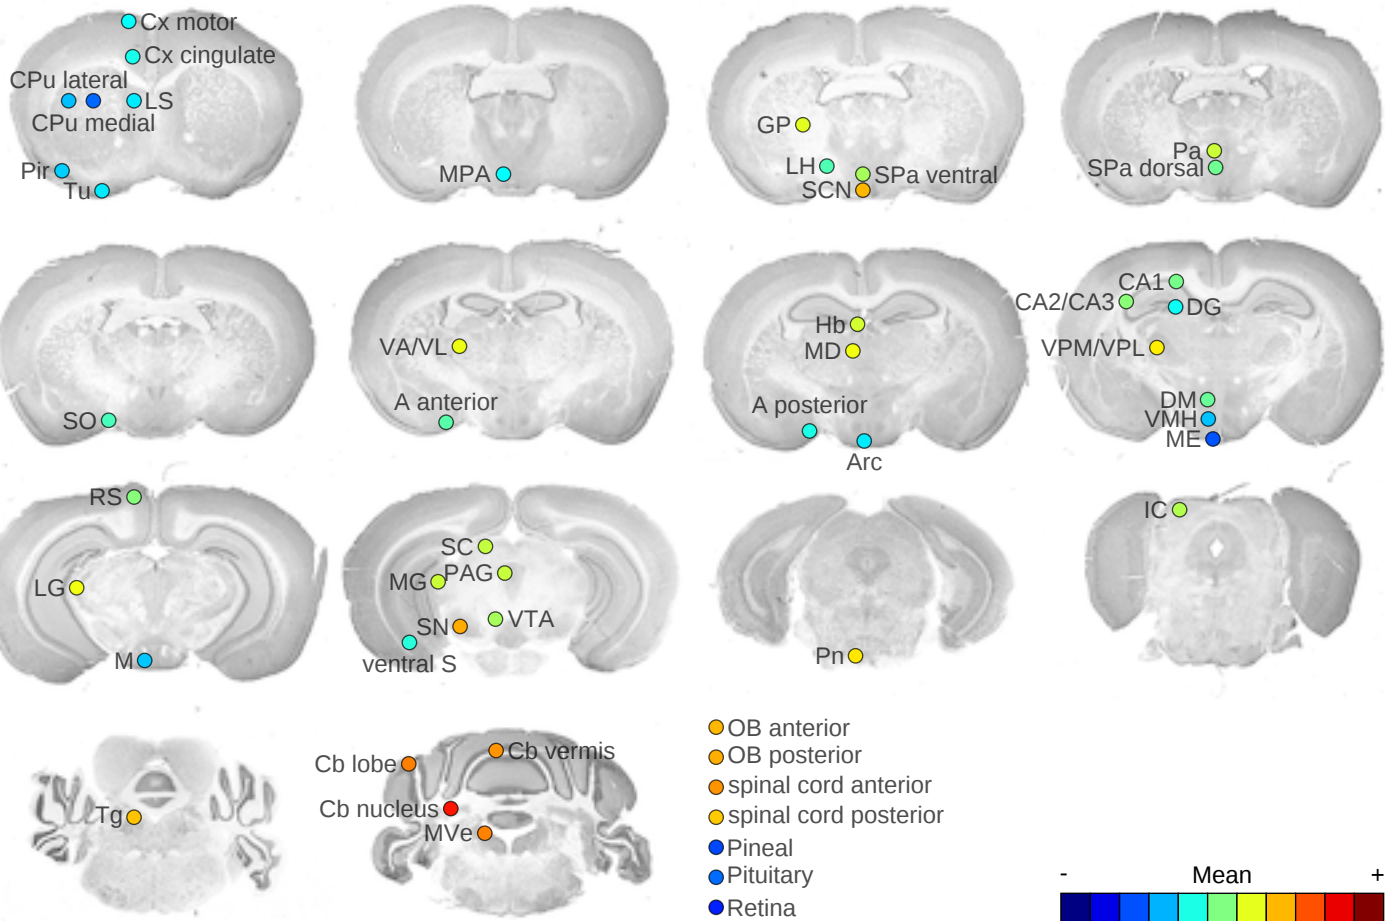 Cx motor
Cx cingulate
CPu lateral
LS
CPu medial
Pir
Tu
MPA
GP
LH
SPa ventral
SCN
Pa
SPa dorsal
SO
VA/VL
A anterior
Hb
MD
A posterior
Arc
CA1
CA2/CA3
DG
VPM/VPL
DM
VMH
ME
RS
LG
M
SC
MG
PAG
SN
VTA
ventral S
Pn
IC
Tg
Cb lobe
Cb vermis
Cb nucleus
MVe
OB anterior
OB posterior
spinal cord anterior
spinal cord posterior
Pineal
Pituitary
Retina
- Mean +